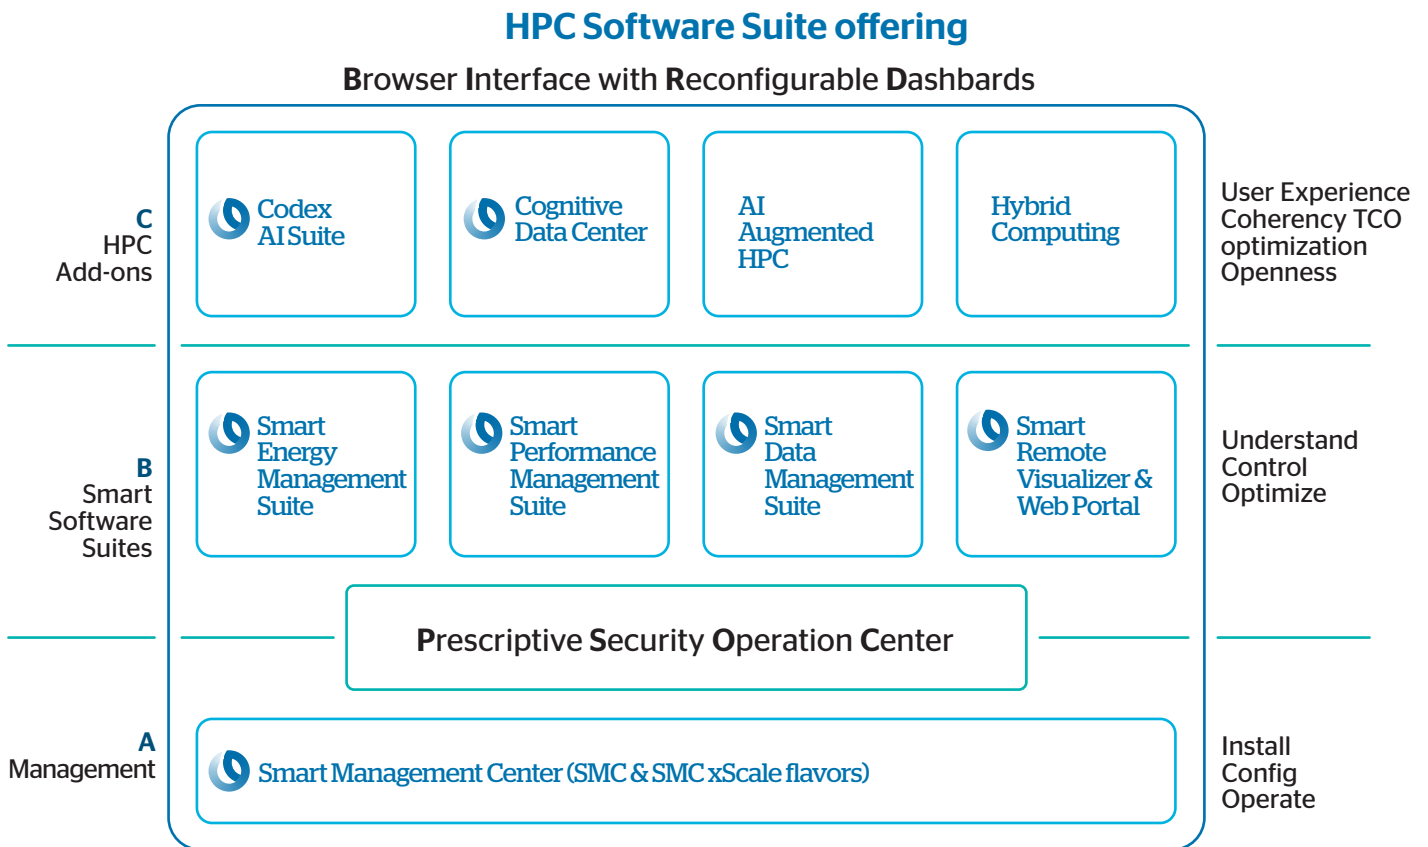 HPC Software Suite offering
Browser Interface with Reconfigurable Dashbards
C
HPC
Add-ons
Codex
AI Suite
Cognitive
Data Center
AI
Augmented
HPC
Hybrid
Computing
User Experience
Coherency TCO
optimization
Openness
B
Smart
Software
Suites
Smart
Energy
Management
Suite
Smart
Performance
Management
Suite
Smart
Data
Management
Suite
Smart
Remote
Visualizer &
Web Portal
Understand
Control
Optimize
Prescriptive Security Operation Center
A
Management
Smart Management Center (SMC & SMC xScale flavors)
Install
Config
Operate